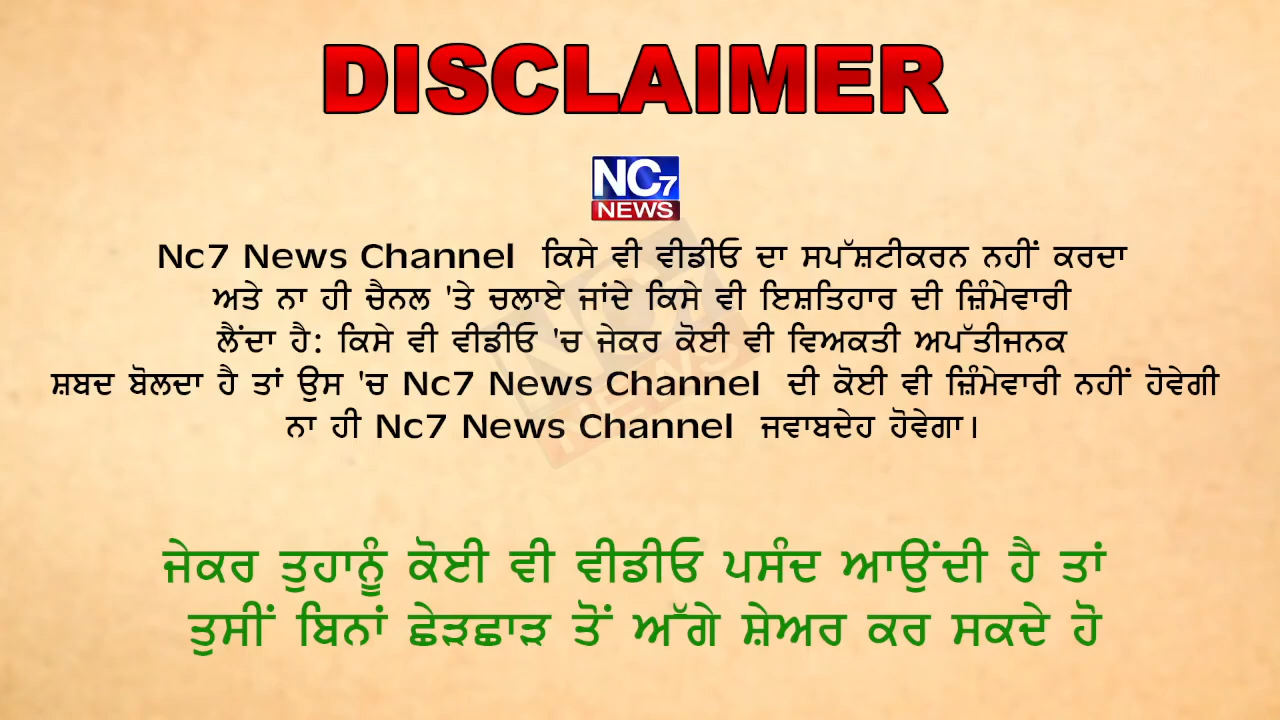 DISCLAIMER
NC7
NEWS
Nc7 News Channel ਕਿਸੇ ਵੀ ਵੀਡੀਓ ਦਾ ਸਪੱਸ਼ਟੀਕਰਨ ਨਹੀਂ ਕਰਦਾ
ਅਤੇ ਨਾ ਹੀ ਚੈਨਲ 'ਤੇ ਚਲਾਏ ਜਾਂਦੇ ਕਿਸੇ ਵੀ ਇਸ਼ਤਿਹਾਰ ਦੀ ਜ਼ਿੰਮੇਵਾਰੀ
ਲੈਂਦਾ ਹੈ: ਕਿਸੇ ਵੀ ਵੀਡੀਓ 'ਚ ਜੇਕਰ ਕੋਈ ਵੀ ਵਿਅਕਤੀ ਅਪੱਤੀਜਨਕ
ਸ਼ਬਦ ਬੋਲਦਾ ਹੈ ਤਾਂ ਉਸ 'ਚ Nc7 News Channel ਦੀ ਕੋਈ ਵੀ ਜ਼ਿੰਮੇਵਾਰੀ ਨਹੀਂ ਹੋਵੇਗੀ
ਨਾ ਹੀ Nc7 News Channel ਜਵਾਬਦੇਹ ਹੋਵੇਗਾ।
ਜੇਕਰ ਤੁਹਾਨੂੰ ਕੋਈ ਵੀ ਵੀਡੀਓ ਪਸੰਦ ਆਉਂਦੀ ਹੈ ਤਾਂ
ਤੁਸੀਂ ਬਿਨਾਂ ਛੇੜਛਾੜ ਤੋਂ ਅੱਗੇ ਸ਼ੇਅਰ ਕਰ ਸਕਦੇ ਹੋ